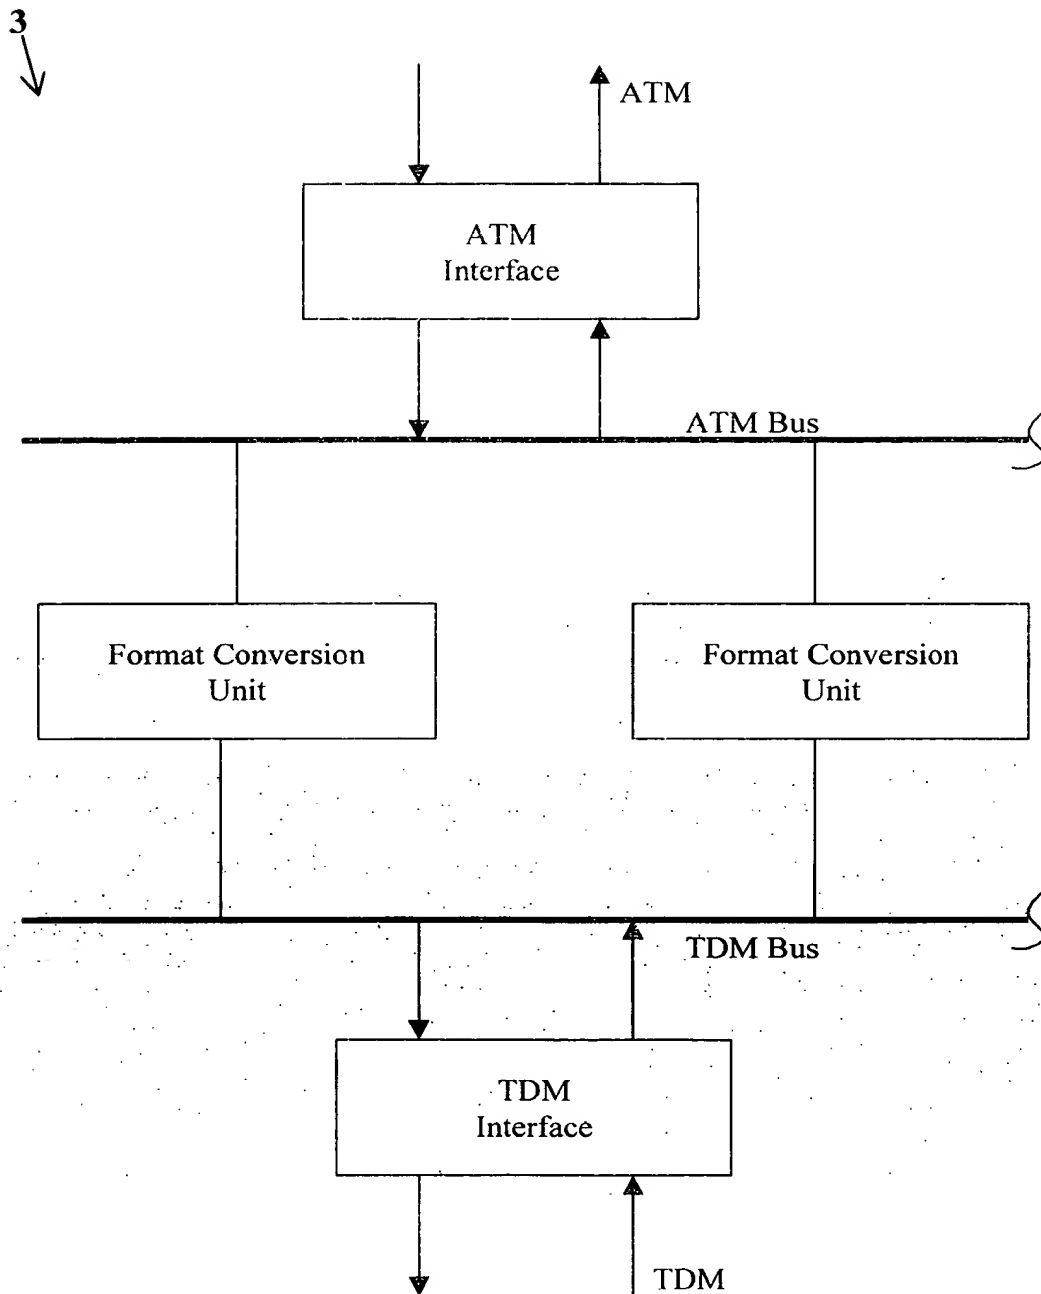 3
ATM
ATM
Interface
ATM Bus
Format Conversion
Unit
Format Conversion
Unit
TDM Bus
TDM
Interface
TDM